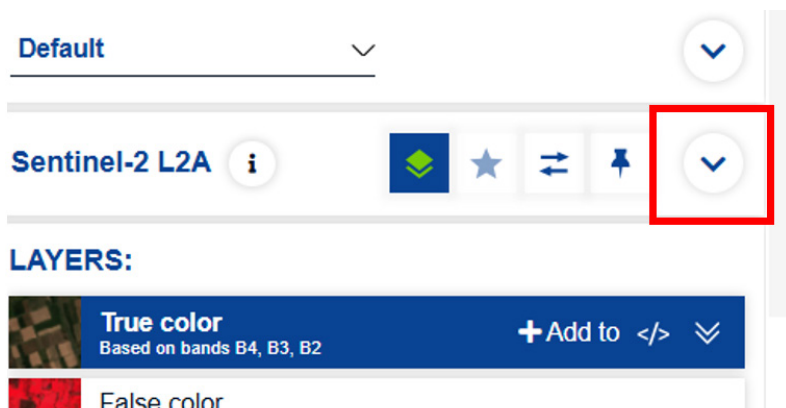 Default
Sentinel-2 L2A i
LAYERS:
True color
Based on bands B4, B3, B2
+Add to </>
False color